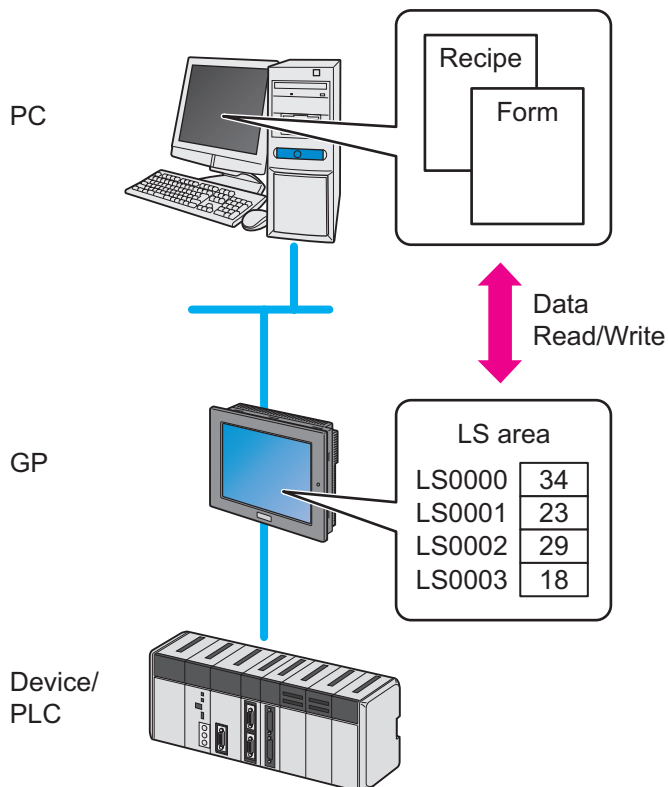 PC
Recipe
Form
Data
Read/Write
GP
LS area
LS0000 34
LS0001 23
LS0002 29
LS0003 18
Device/
PLC